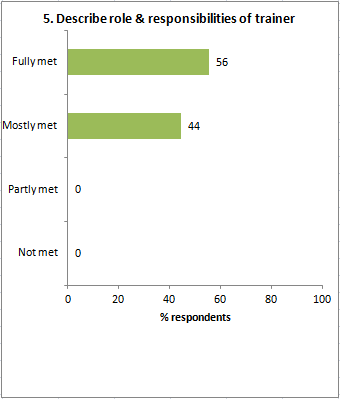 5. Describe role & responsibilities of trainer
Fully met
56
Mostly met
44
Partly met
0
Not met
0
0 20 40 60 80 100
% respondents